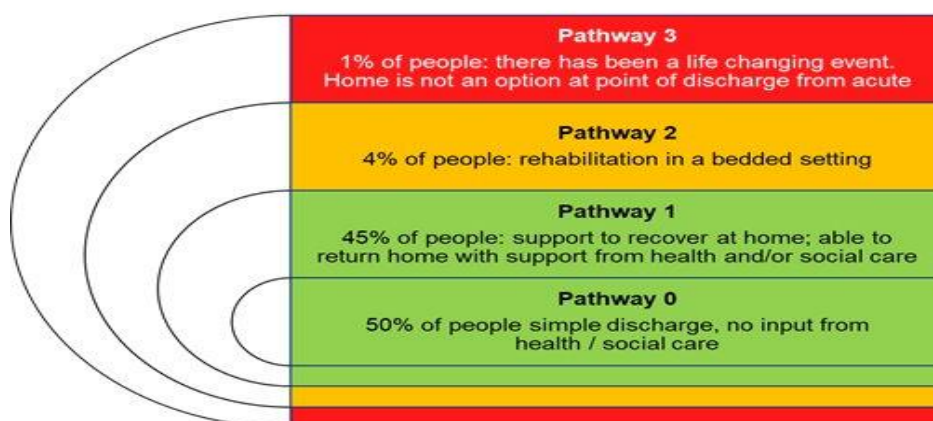 Pathway 3
1% of people: there has been a life changing event.
Home is not an option at point of discharge from acute
Pathway 2
4% of people: rehabilitation in a bedded setting
Pathway 1
45% of people: support to recover at home; able to
return home with support from health and/or social care
Pathway 0
50% of people simple discharge, no input from
health / social care